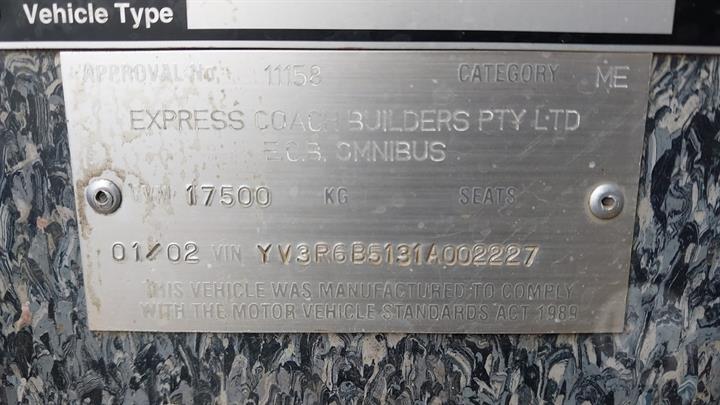 Vehicle Type
APPROVAL No. 11158 CATEGORY ME
EXPRESS COACH BUILDERS PTY LTD
E.C.B. OMNIBUS
GVM 17500 KG SEATS
01/02 VIN YV3R6B5131A002227
THIS VEHICLE WAS MANUFACTURED TO COMPLY
WITH THE MOTOR VEHICLE STANDARDS ACT 1989